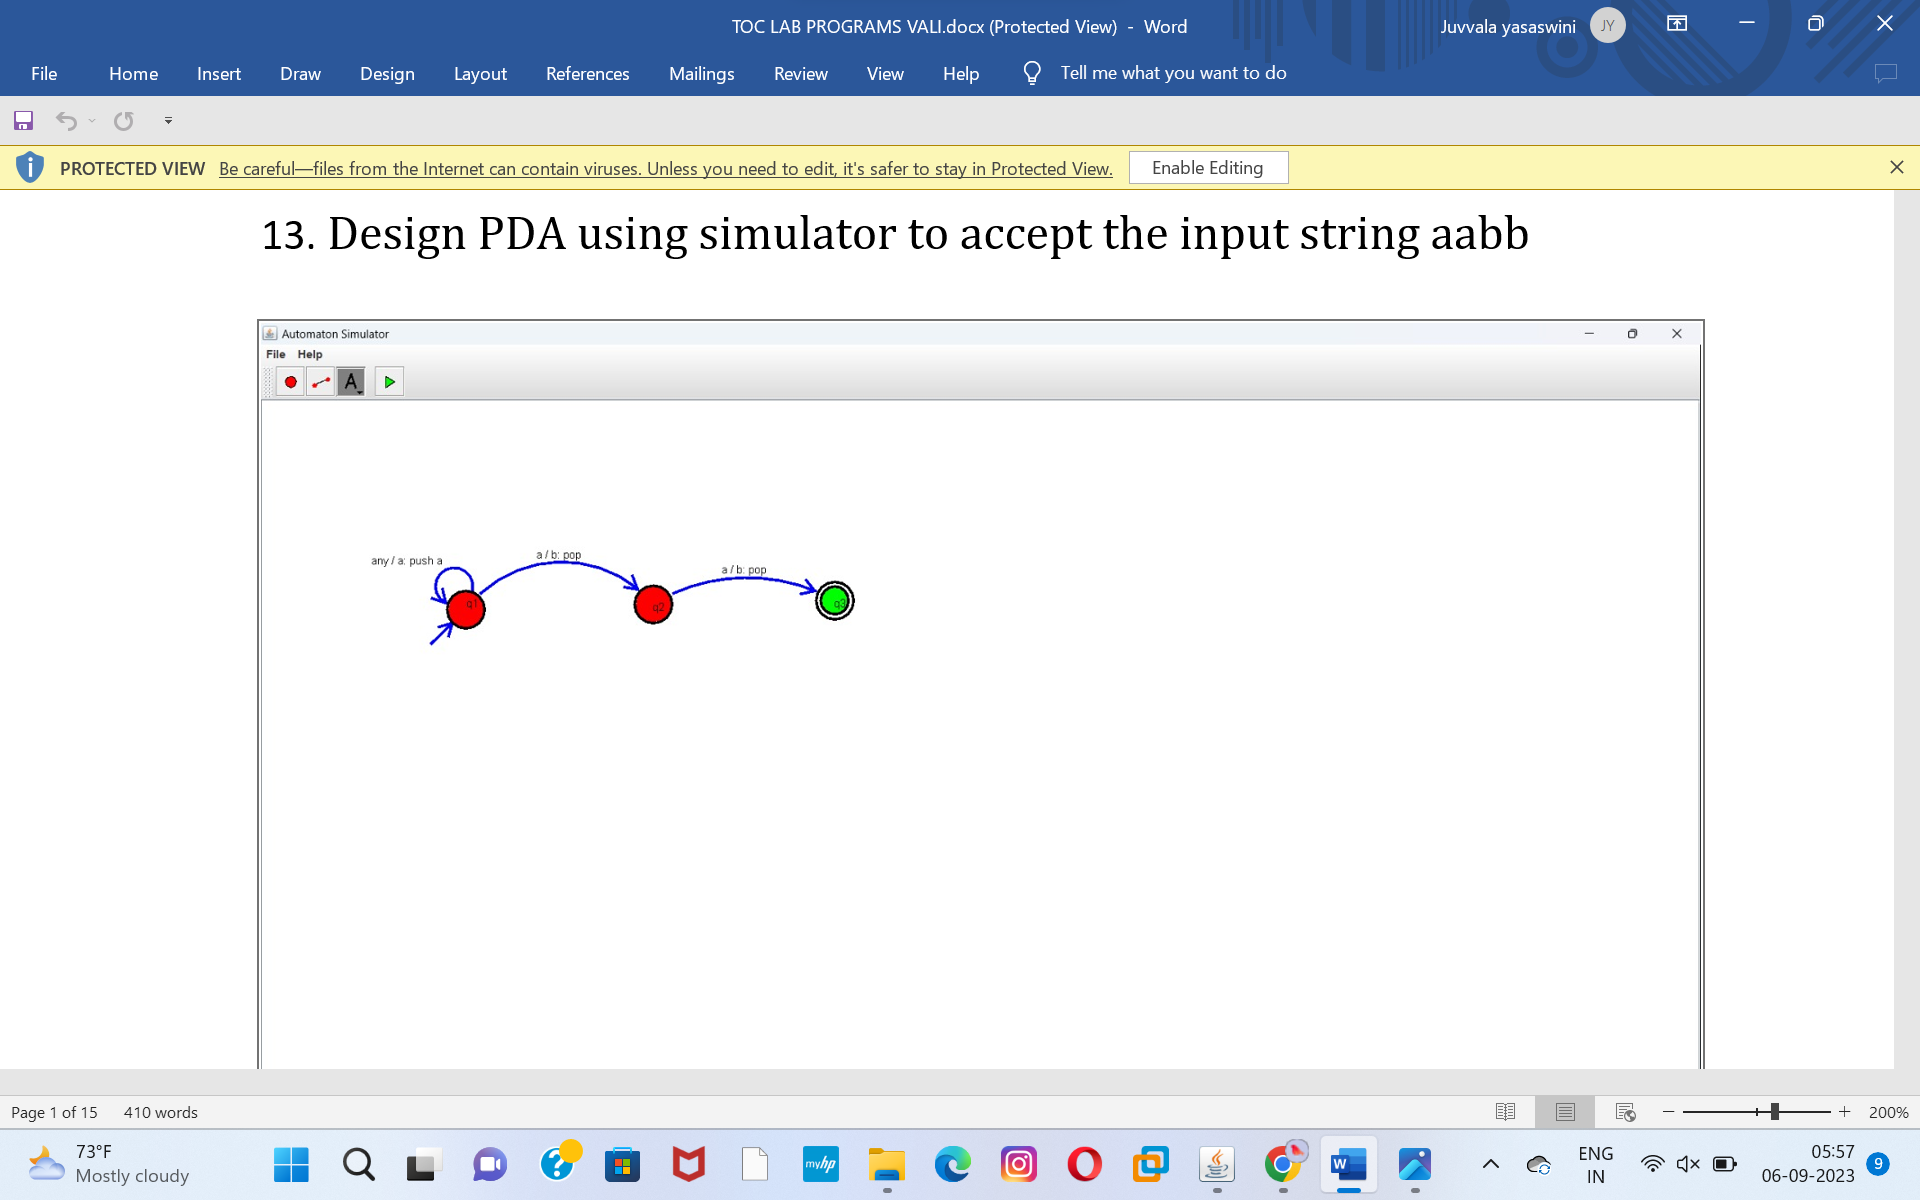 TOC LAB PROGRAMS VALI.docx (Protected View) - Word
Juvvala yasaswini JY
File Home Insert Draw Design Layout References Mailings Review View Help Tell me what you want to do
PROTECTED VIEW Be careful—files from the Internet can contain viruses. Unless you need to edit, it's safer to stay in Protected View. Enable Editing
13. Design PDA using simulator to accept the input string aabb
Automaton Simulator
File Help
A
any / a: push a
a / b: pop
a / b: pop
q1
q2
q3
Page 1 of 15 410 words
200%
73°F
Mostly cloudy
myhp
W
ENG
IN
05:57
06-09-2023
9